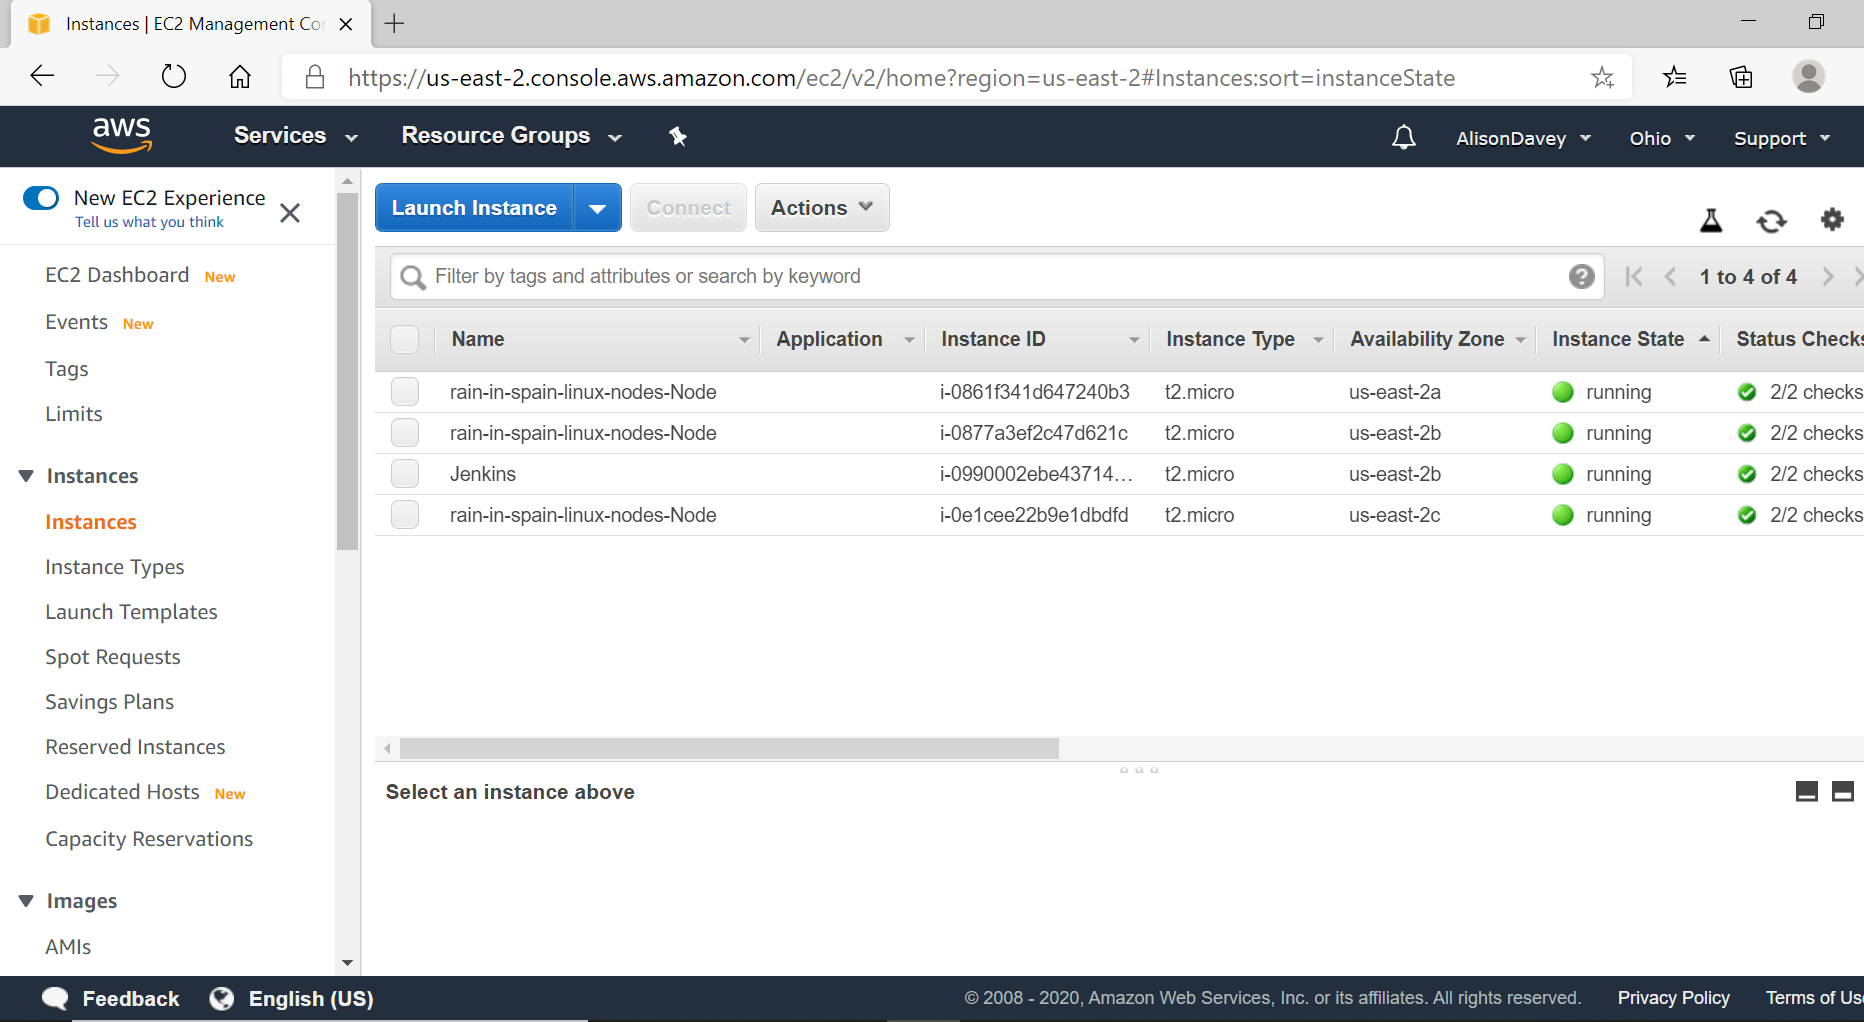 Instances | EC2 Management Co
https://us-east-2.console.aws.amazon.com/ec2/v2/home?region=us-east-2#Instances:sort=instanceState
aws Services Resource Groups AlisonDavey Ohio Support
New EC2 Experience
Tell us what you think
EC2 Dashboard New
Events New
Tags
Limits
Instances
Instances
Instance Types
Launch Templates
Spot Requests
Savings Plans
Reserved Instances
Dedicated Hosts New
Capacity Reservations
Images
AMIs
Launch Instance Connect Actions
Filter by tags and attributes or search by keyword 1 to 4 of 4
Name Application Instance ID Instance Type Availability Zone Instance State Status Checks
rain-in-spain-linux-nodes-Node i-0861f341d647240b3 t2.micro us-east-2a running 2/2 checks
rain-in-spain-linux-nodes-Node i-0877a3ef2c47d621c t2.micro us-east-2b running 2/2 checks
Jenkins i-0990002ebe43714... t2.micro us-east-2b running 2/2 checks
rain-in-spain-linux-nodes-Node i-0e1cee22b9e1dbdfd t2.micro us-east-2c running 2/2 checks
Select an instance above
Feedback English (US) © 2008 - 2020, Amazon Web Services, Inc. or its affiliates. All rights reserved. Privacy Policy Terms of Us